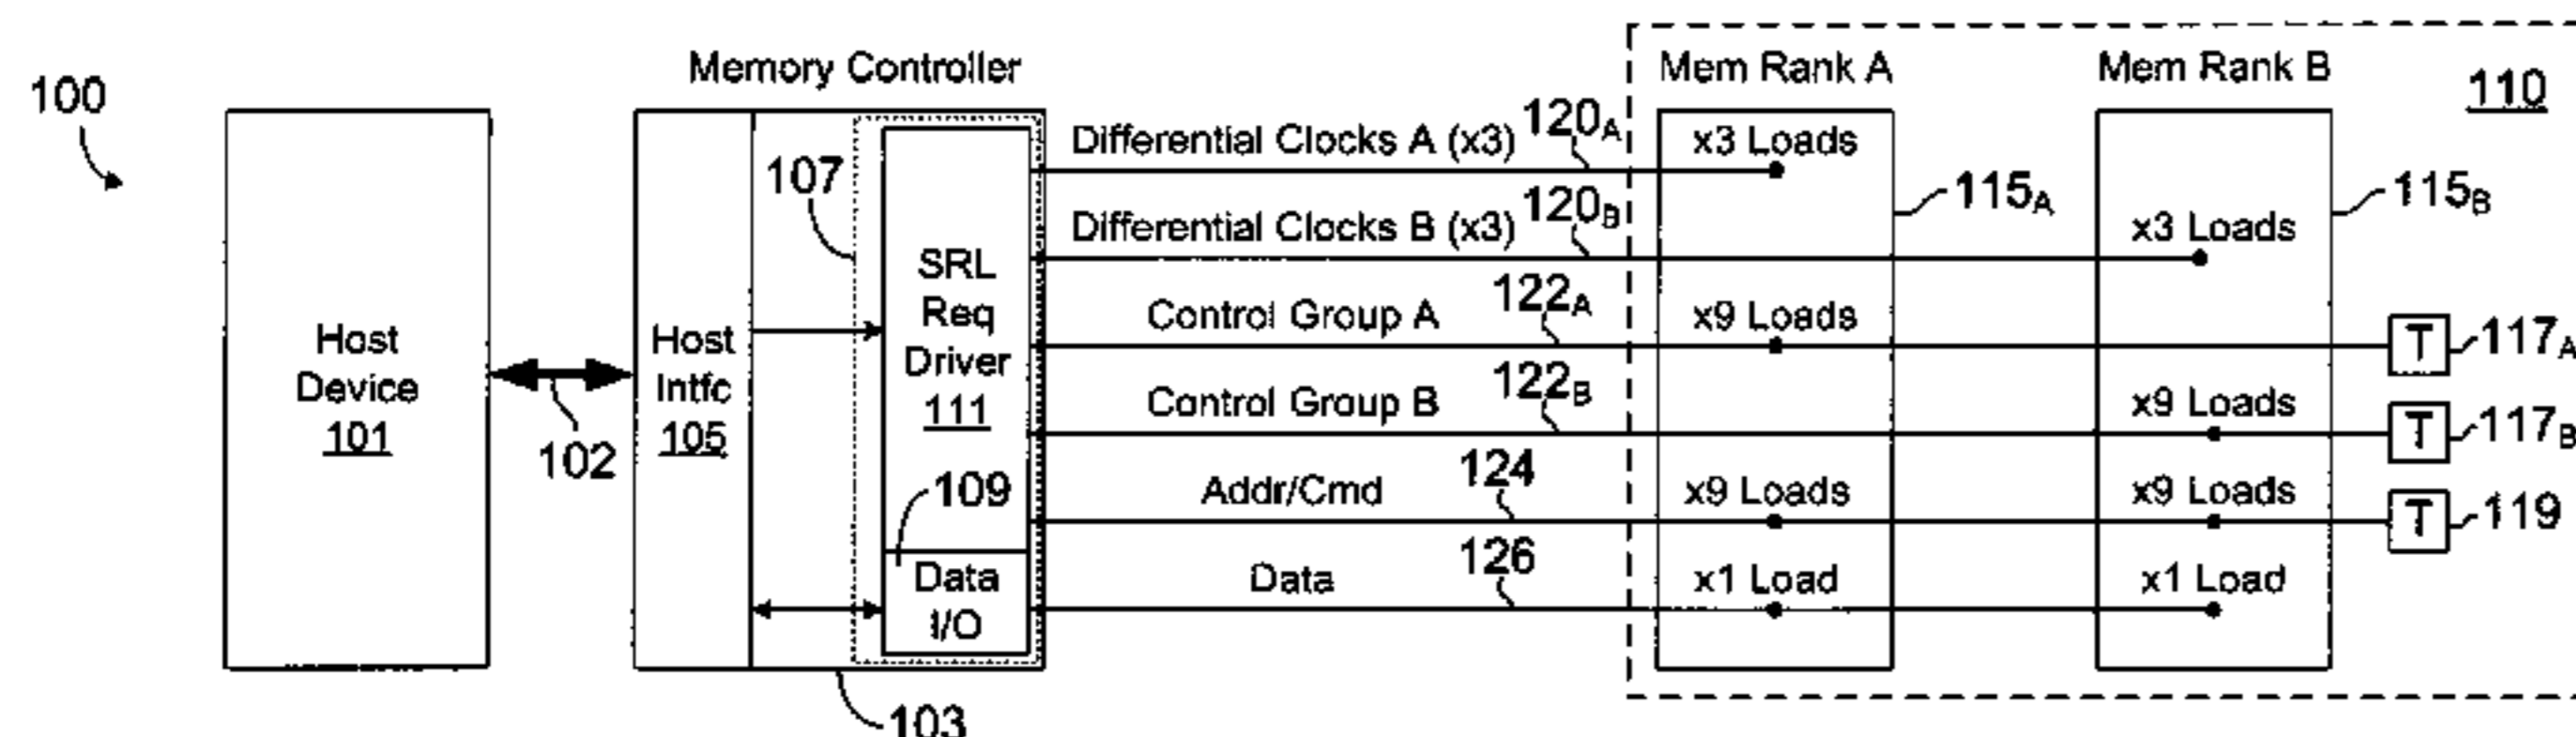 100
Host
Device
101
102
Memory Controller
Host
Intfc
105
107
SRL
Req
Driver
111
109
Data
I/O
103
Differential Clocks A (x3)
120A
Differential Clocks B (x3)
120B
Control Group A
122A
Control Group B
122B
Addr/Cmd
124
Data
126
Mem Rank A
x3 Loads
x9 Loads
x9 Loads
x1 Load
115A
Mem Rank B
x3 Loads
x9 Loads
x9 Loads
x1 Load
115B
110
T
117A
T
117B
T
119